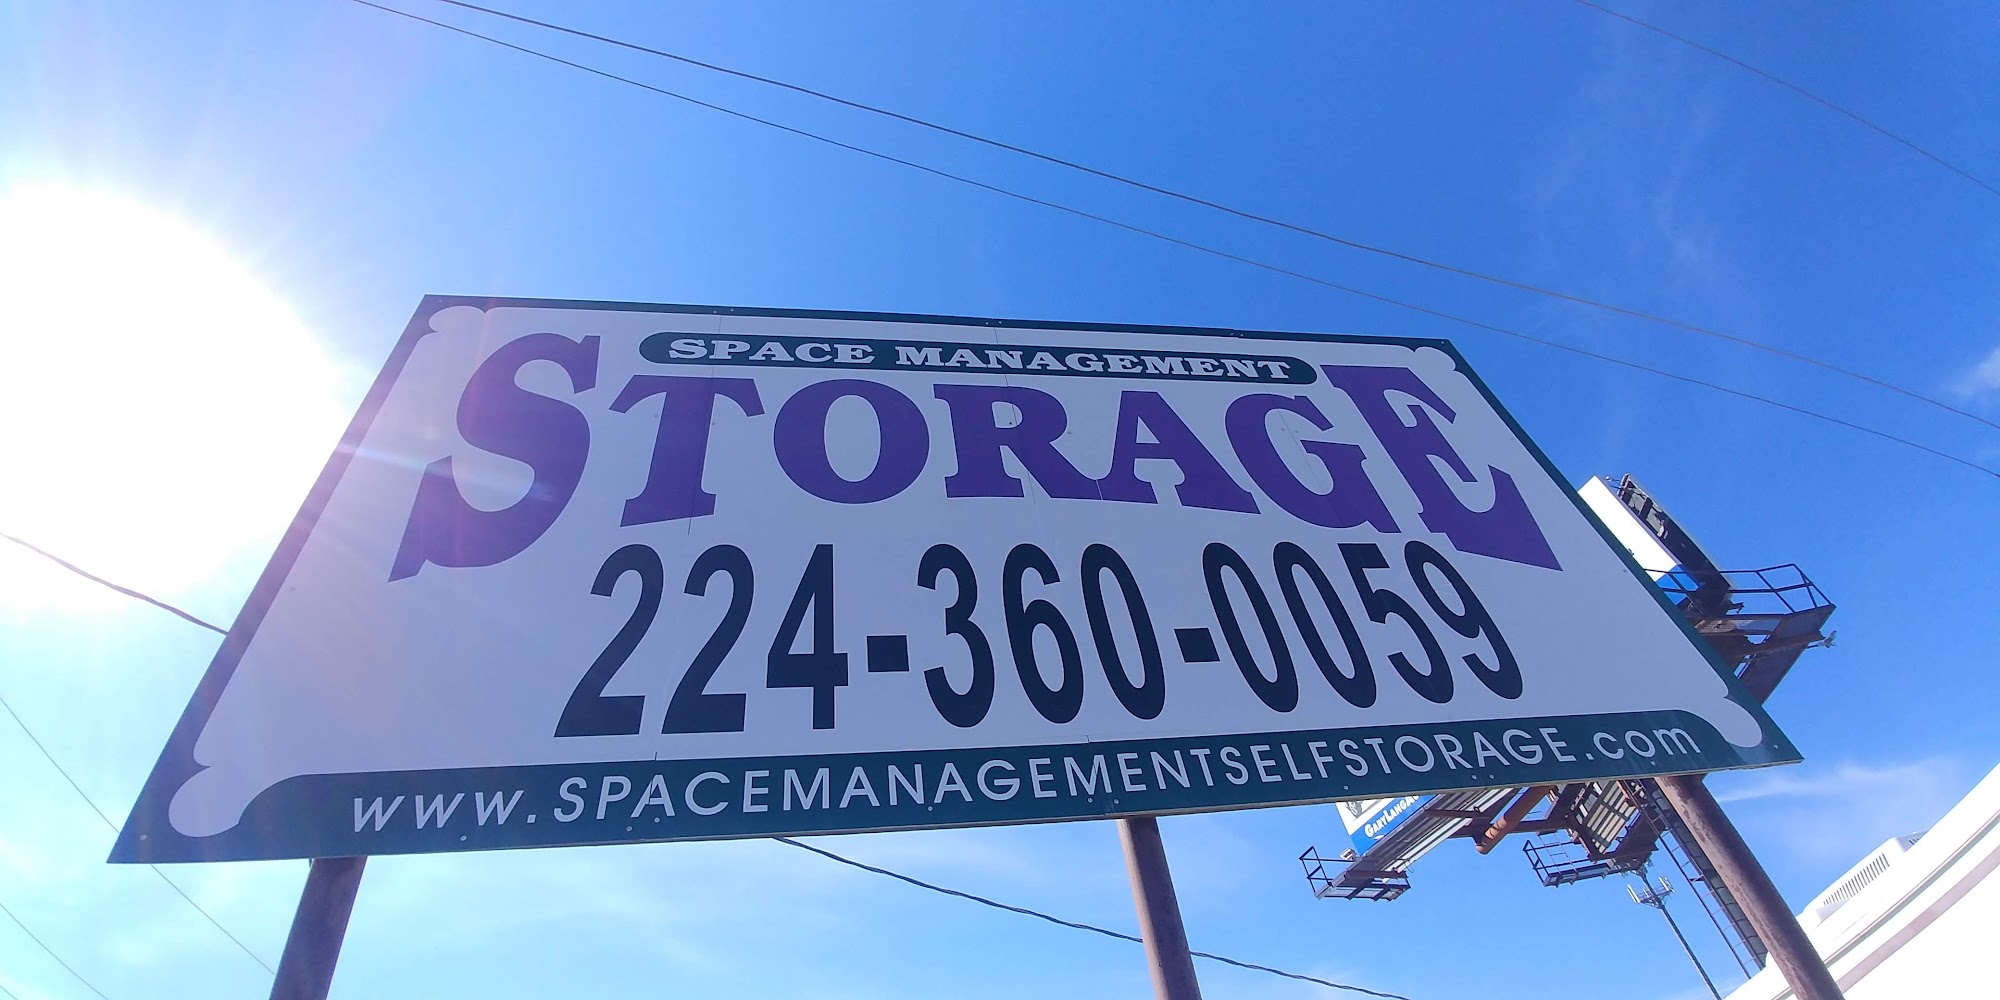 SPACE MANAGEMENT
STORAGE
224-360-0059
www.SPACEMANAGEMENTSELFSTORAGE.com